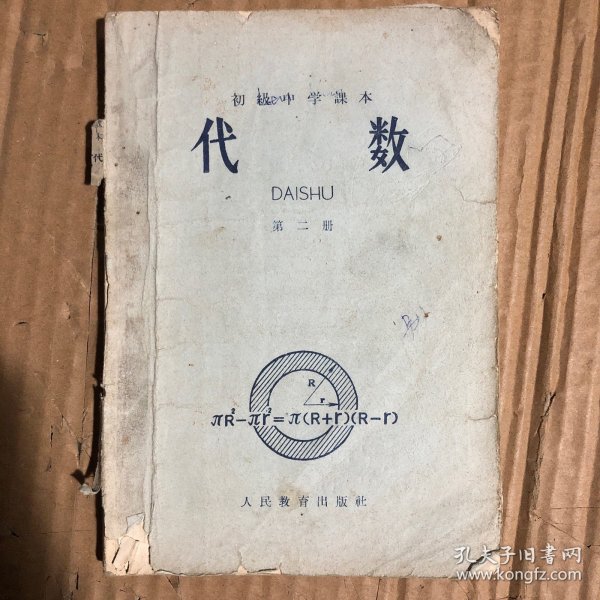 初級中学課本
代数
DAISHU
第二册
R
r
πR²-πr²=π(R+r)(R-r)
人民教育出版社
孔夫子旧书网
www.kongfz.com